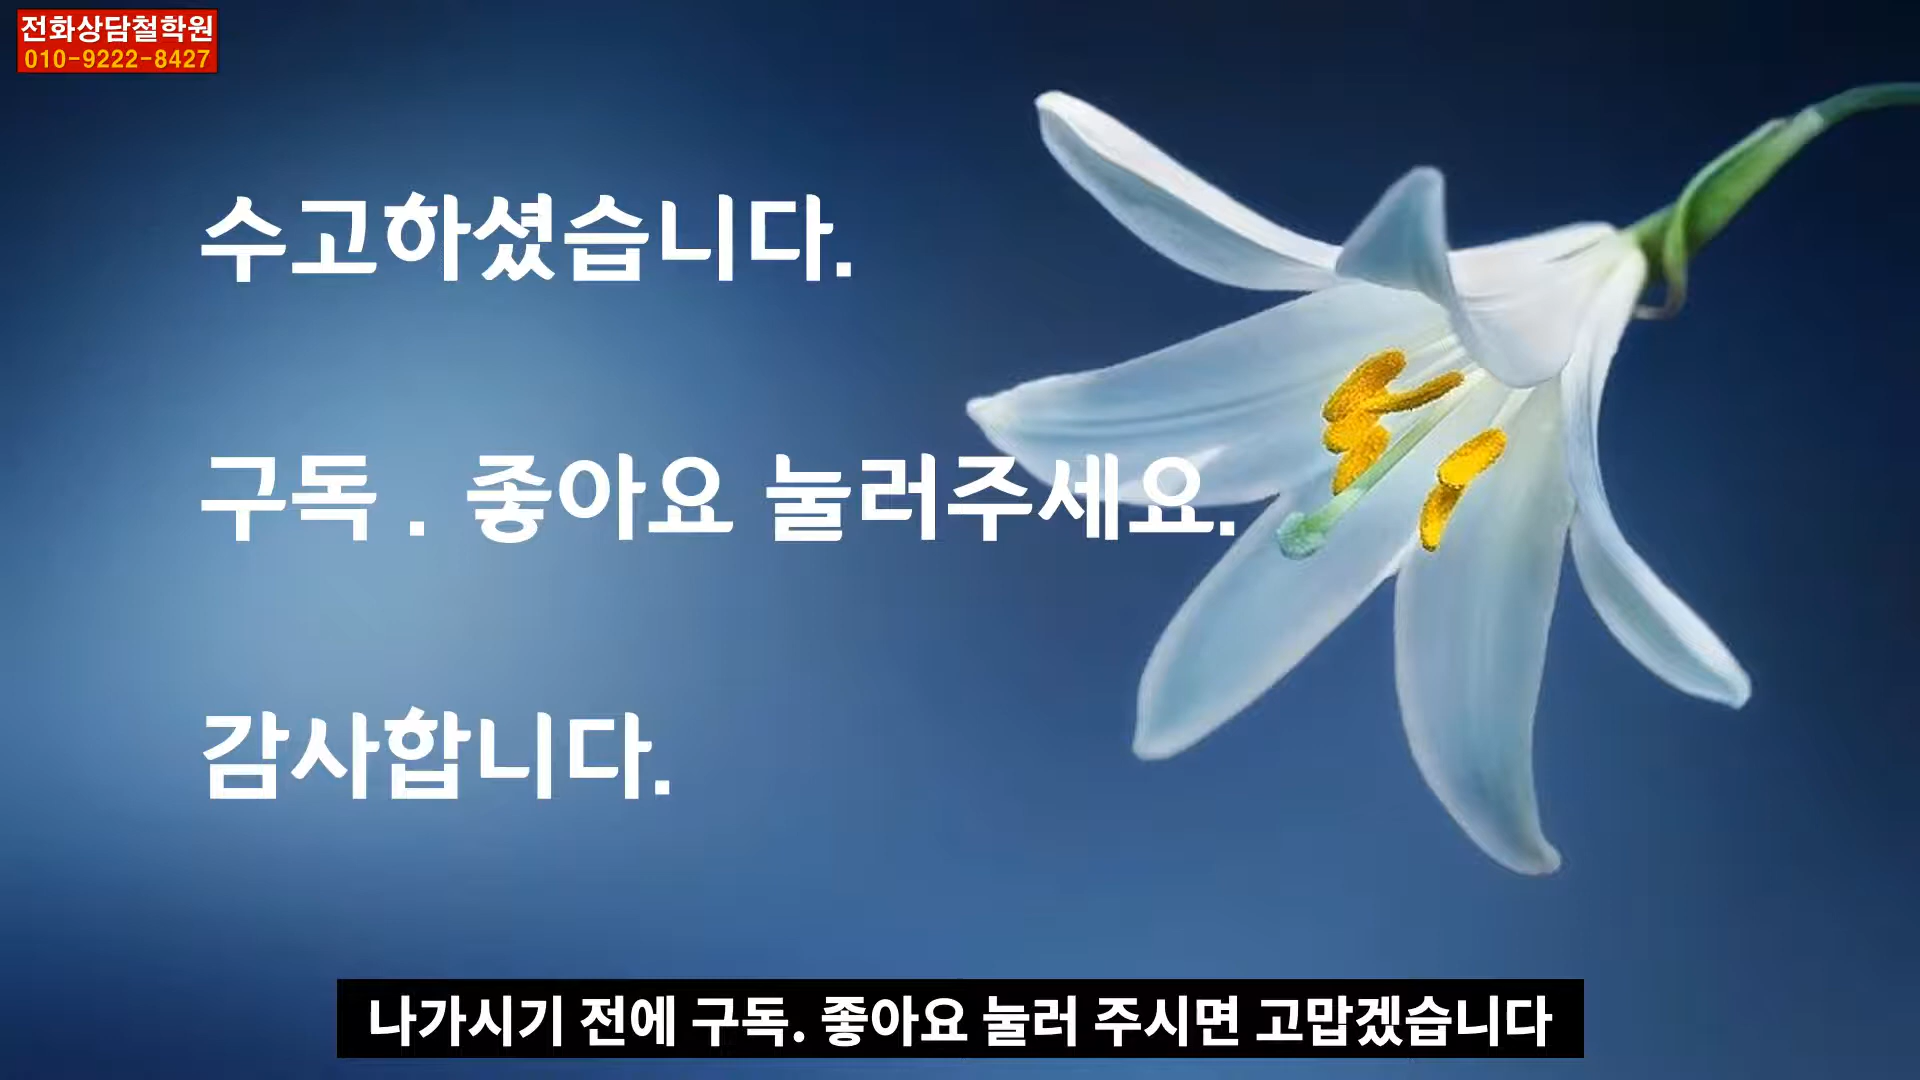 전화상담철학원
010-9222-8427
수고하셨습니다.
구독 . 좋아요 눌러주세요.
감사합니다.
나가시기 전에 구독. 좋아요 눌러 주시면 고맙겠습니다